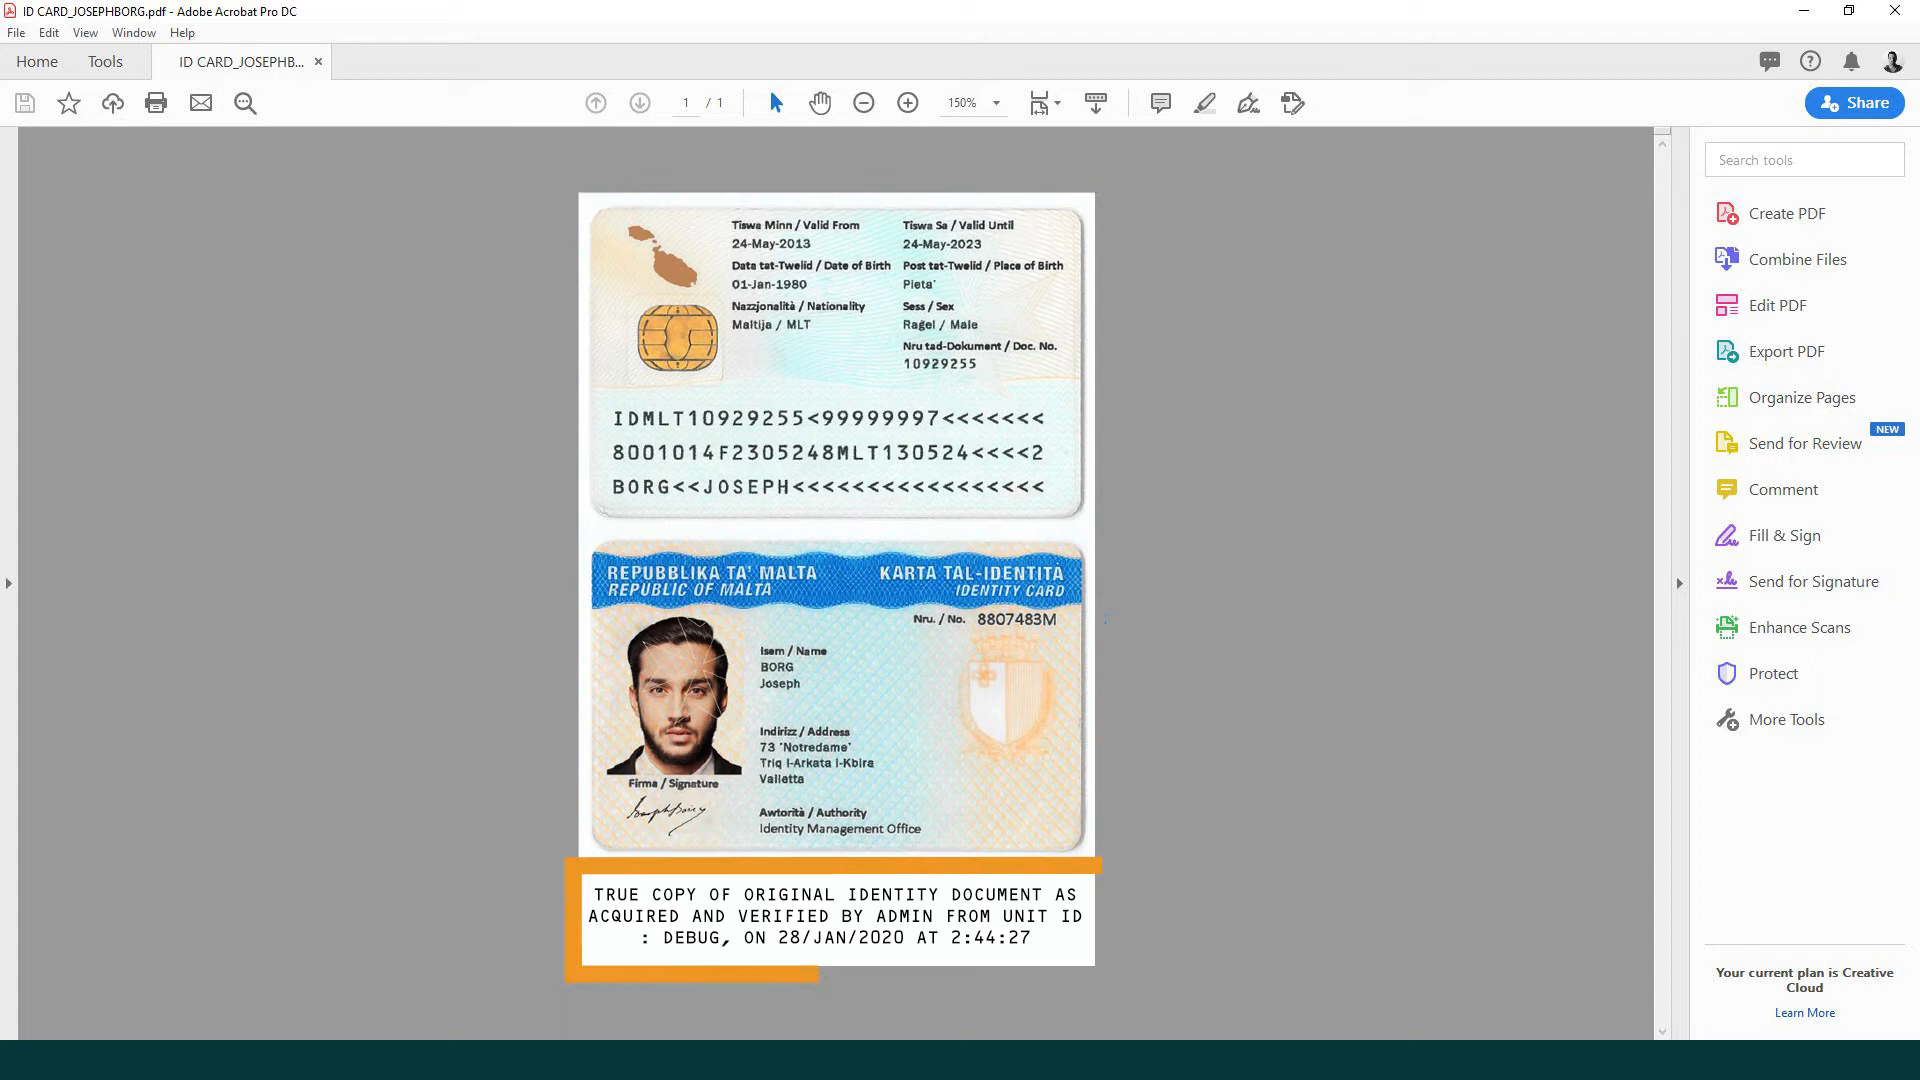 ID CARD_JOSEPHBORG.pdf - Adobe Acrobat Pro DC
File Edit View Window Help
Home Tools ID CARD_JOSEPHB... ×
1 / 1 150% Share
Search tools
Create PDF
Combine Files
Edit PDF
Export PDF
Organize Pages
NEW
Send for Review
Comment
Fill & Sign
Send for Signature
Enhance Scans
Protect
More Tools
Your current plan is Creative
Cloud
Learn More
Tiswa Minn / Valid From Tiswa Sa / Valid Until
24-May-2013 24-May-2023
Data tat-Twelid / Date of Birth Post tat-Twelid / Place of Birth
01-Jan-1980 Pieta'
Nazzjonalità / Nationality Sess / Sex
Maltija / MLT Raġel / Male
Nru tad-Dokument / Doc. No.
10929255
IDMLT10929255<99999997<<<<<<<
8001014F2305248MLT130524<<<<2
BORG<<JOSEPH<<<<<<<<<<<<<<<<<
REPUBBLIKA TA' MALTA KARTA TAL-IDENTITÀ
REPUBLIC OF MALTA IDENTITY CARD
Nru. / No. 8807483M
Isem / Name
BORG
Joseph
Indirizz / Address
73 'Notredame'
Triq l-Arkata l-Kbira
Valletta
Firma / Signature
Awtorità / Authority
Identity Management Office
TRUE COPY OF ORIGINAL IDENTITY DOCUMENT AS
ACQUIRED AND VERIFIED BY ADMIN FROM UNIT ID
: DEBUG, ON 28/JAN/2020 AT 2:44:27